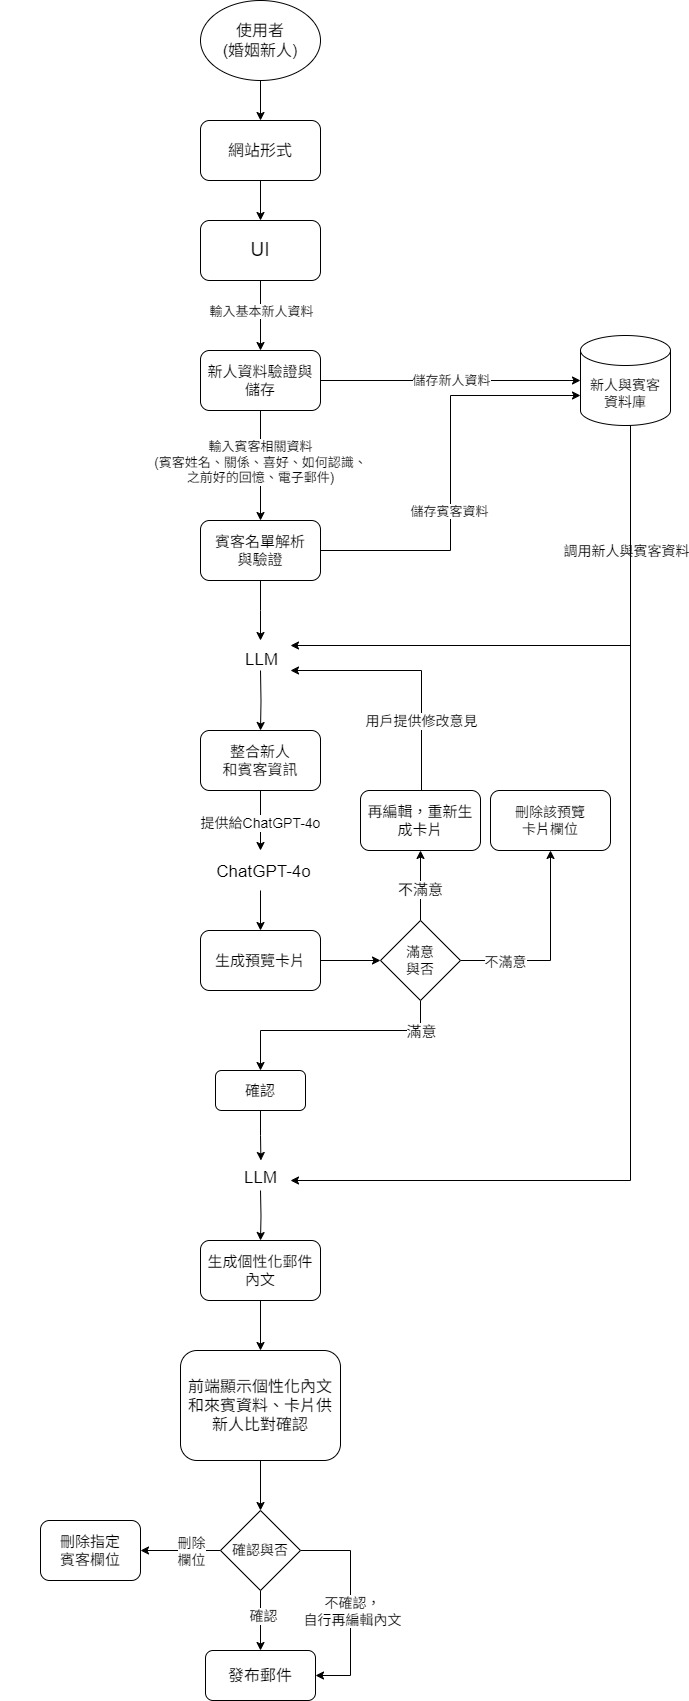 使用者
(婚姻新人)
網站形式
UI
輸入基本新人資料
新人資料驗證與
儲存
儲存新人資料
新人與賓客
資料庫
輸入賓客相關資料
(賓客姓名、關係、喜好、如何認識、
之前好的回憶、電子郵件)
儲存賓客資料
賓客名單解析
與驗證
調用新人與賓客資料
LLM
用戶提供修改意見
整合新人
和賓客資訊
再編輯，重新生
成卡片
刪除該預覽
卡片欄位
提供給ChatGPT-4o
ChatGPT-4o
不滿意
生成預覽卡片
滿意
與否
不滿意
滿意
確認
LLM
生成個性化郵件
內文
前端顯示個性化內文
和來賓資料、卡片供
新人比對確認
刪除指定
賓客欄位
刪除
欄位
確認與否
不確認，
自行再編輯內文
確認
發布郵件